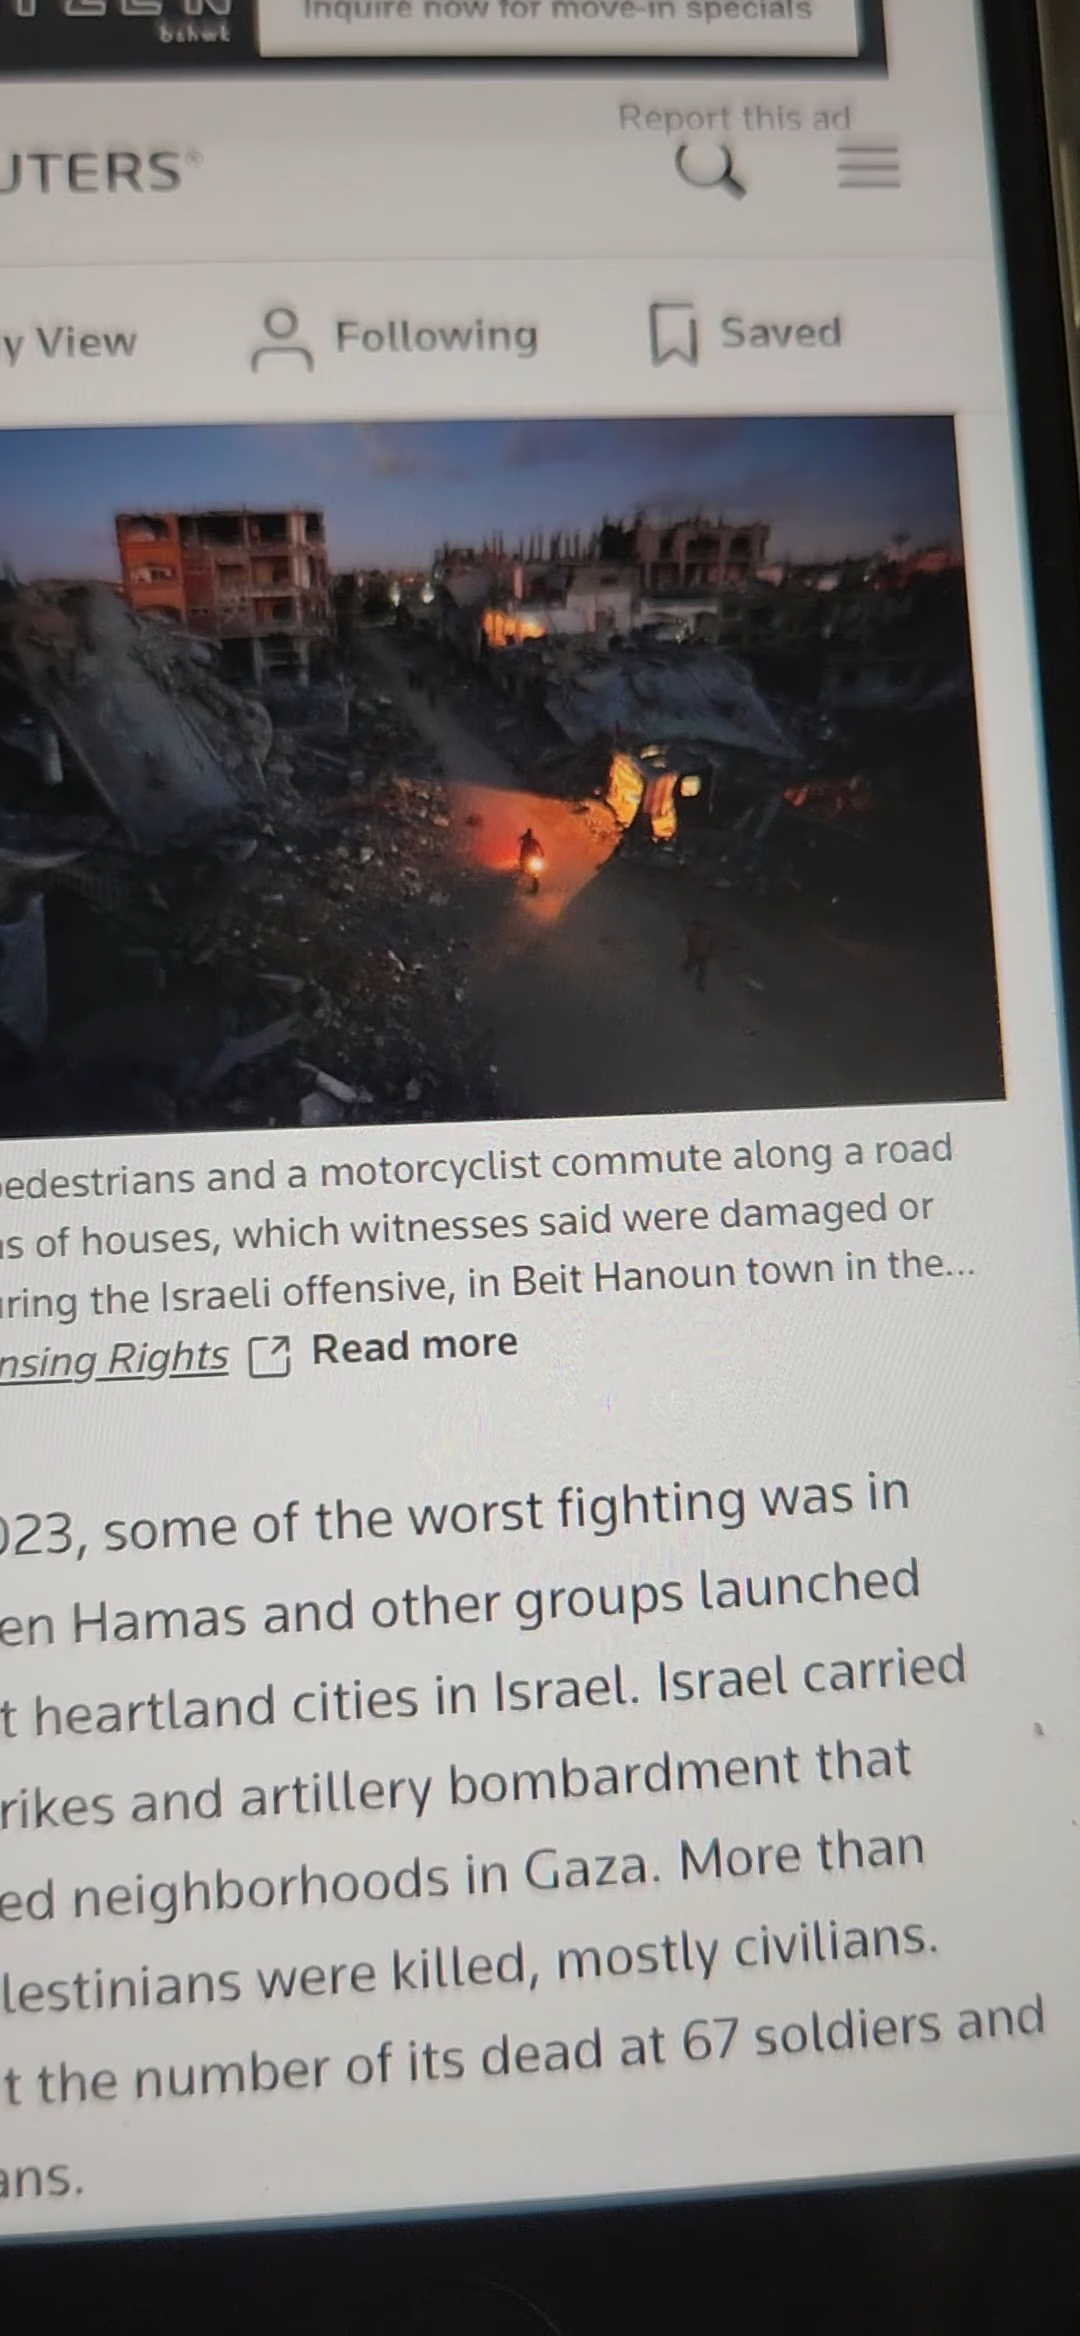 bshwk
Inquire now for move-in specials
Report this ad
UTERS®
y View
Following
Saved
edestrians and a motorcyclist commute along a road
s of houses, which witnesses said were damaged or
ring the Israeli offensive, in Beit Hanoun town in the...
nsing Rights Read more
023, some of the worst fighting was in
en Hamas and other groups launched
t heartland cities in Israel. Israel carried
rikes and artillery bombardment that
ed neighborhoods in Gaza. More than
lestinians were killed, mostly civilians.
t the number of its dead at 67 soldiers and
ans.